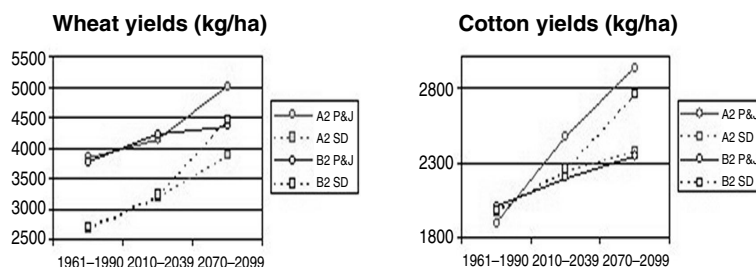 Wheat yields (kg/ha)
5500
5000
4500
4000
3500
3000
2500
1961–1990 2010–2039 2070–2099
A2 P&J
A2 SD
B2 P&J
B2 SD
Cotton yields (kg/ha)
2800
2300
1800
1961–1990 2010–2039 2070–2099
A2 P&J
A2 SD
B2 P&J
B2 SD